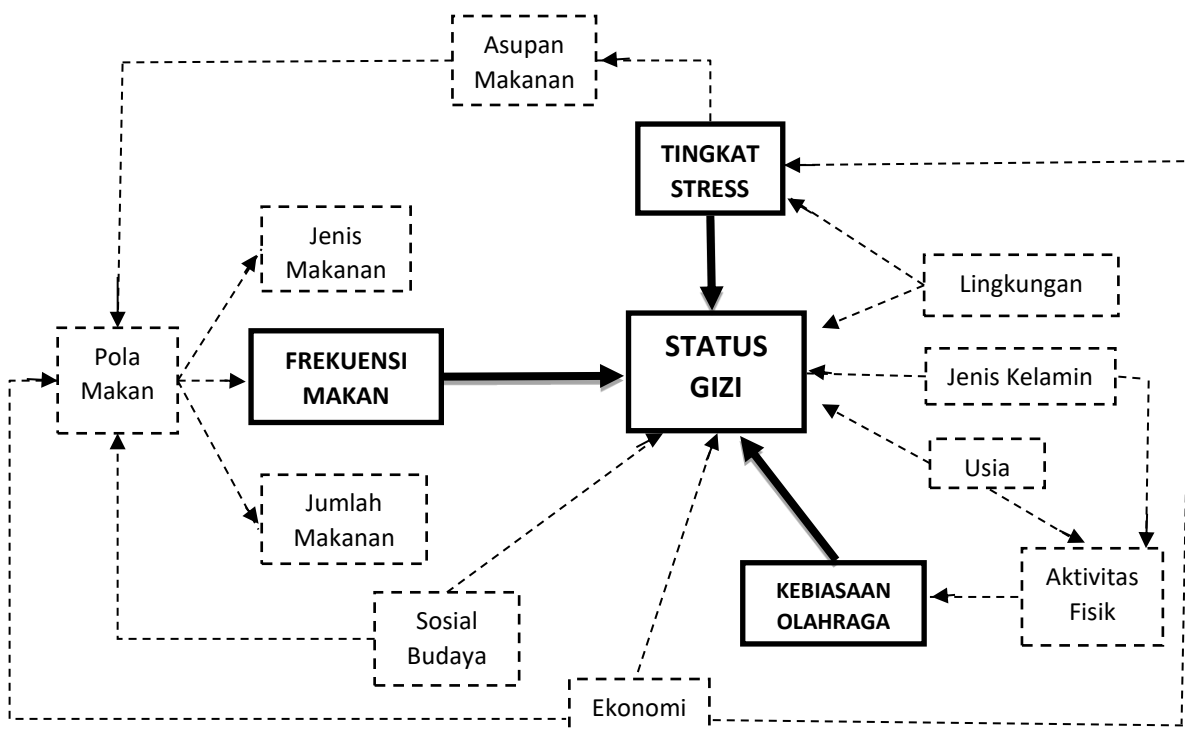 Asupan
Makanan
TINGKAT
STRESS
Jenis
Makanan
Lingkungan
Pola
Makan
FREKUENSI
MAKAN
STATUS
GIZI
Jenis Kelamin
Usia
Jumlah
Makanan
KEBIASAAN
OLAHRAGA
Aktivitas
Fisik
Sosial
Budaya
Ekonomi